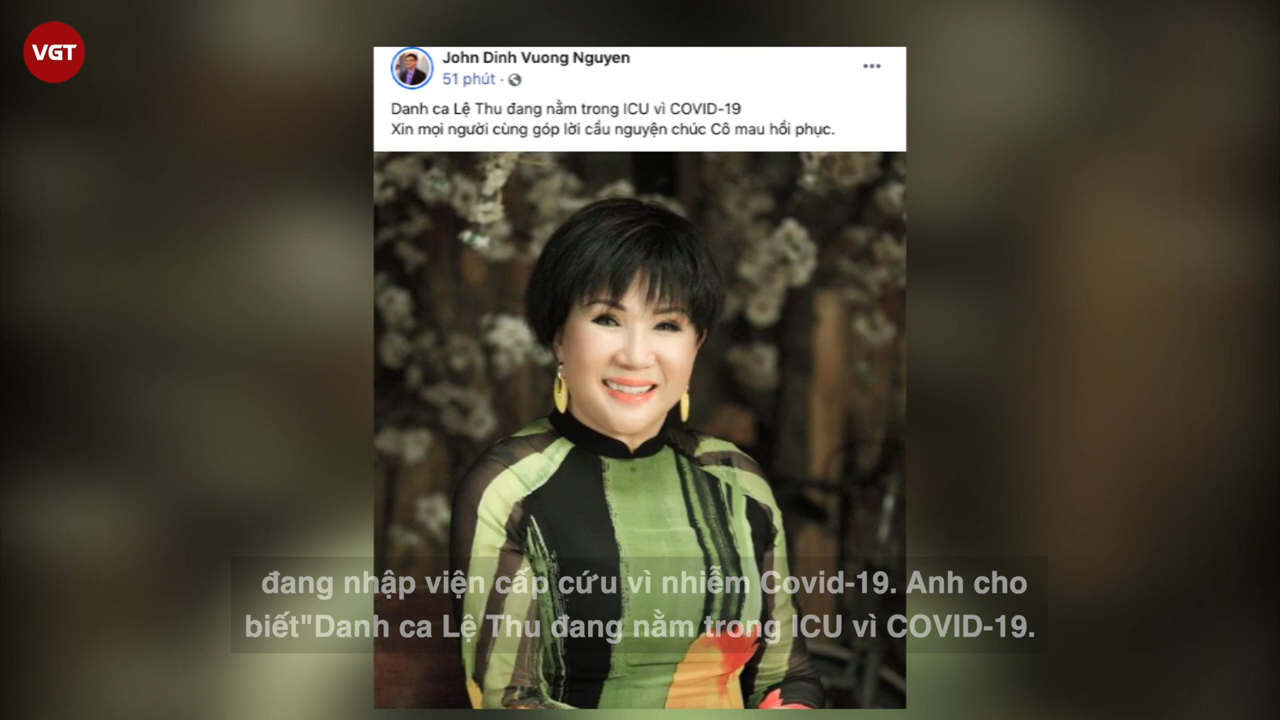 VGT
John Dinh Vuong Nguyen
51 phút ·
Danh ca Lệ Thu đang nằm trong ICU vì COVID-19
Xin mọi người cùng góp lời cầu nguyện chúc Cô mau hồi phục.
đang nhập viện cấp cứu vì nhiễm Covid-19. Anh cho
biết"Danh ca Lệ Thu đang nằm trong ICU vì COVID-19.